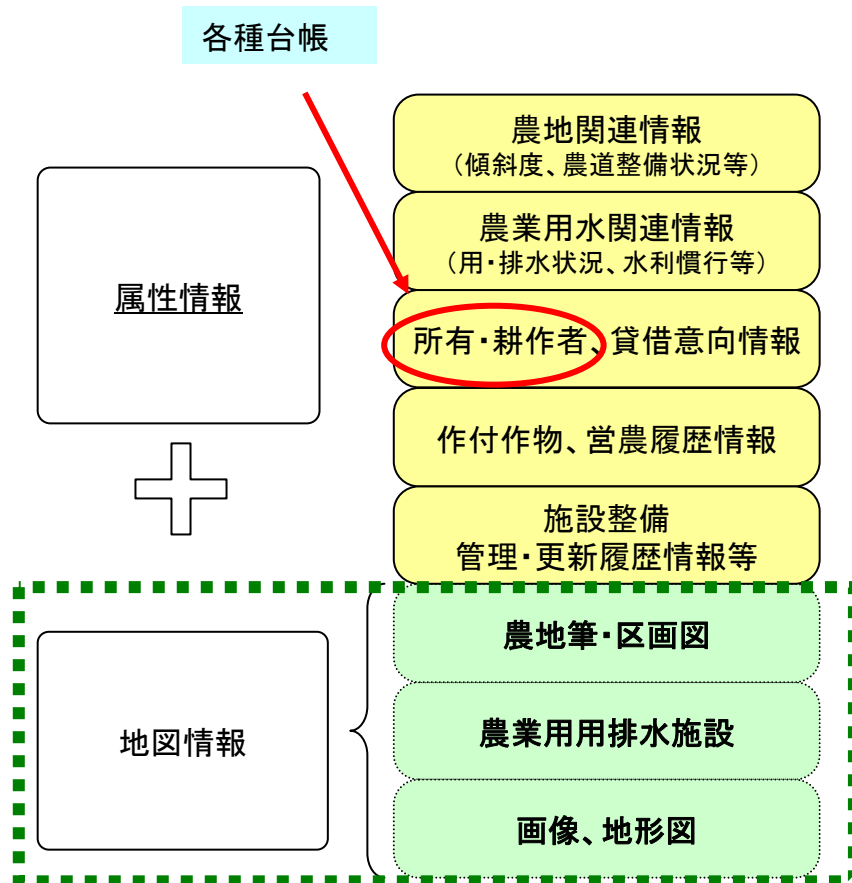 各種台帳
農地関連情報
（傾斜度、農道整備状況等）
農業用水関連情報
（用・排水状況、水利慣行等）
属性情報
所有・耕作者、貸借意向情報
作付作物、営農履歴情報
施設整備
管理・更新履歴情報等
農地筆・区画図
地図情報
農業用用排水施設
画像、地形図